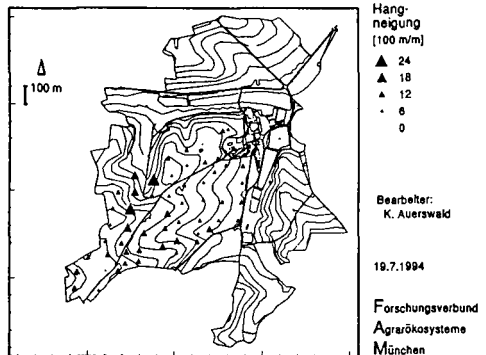 Hang-
neigung
[100 m/m]
24
18
12
6
0
100 m
Bearbeiter:
K. Auerswald
19.7.1994
Forschungsverbund
Agrarökosysteme
München